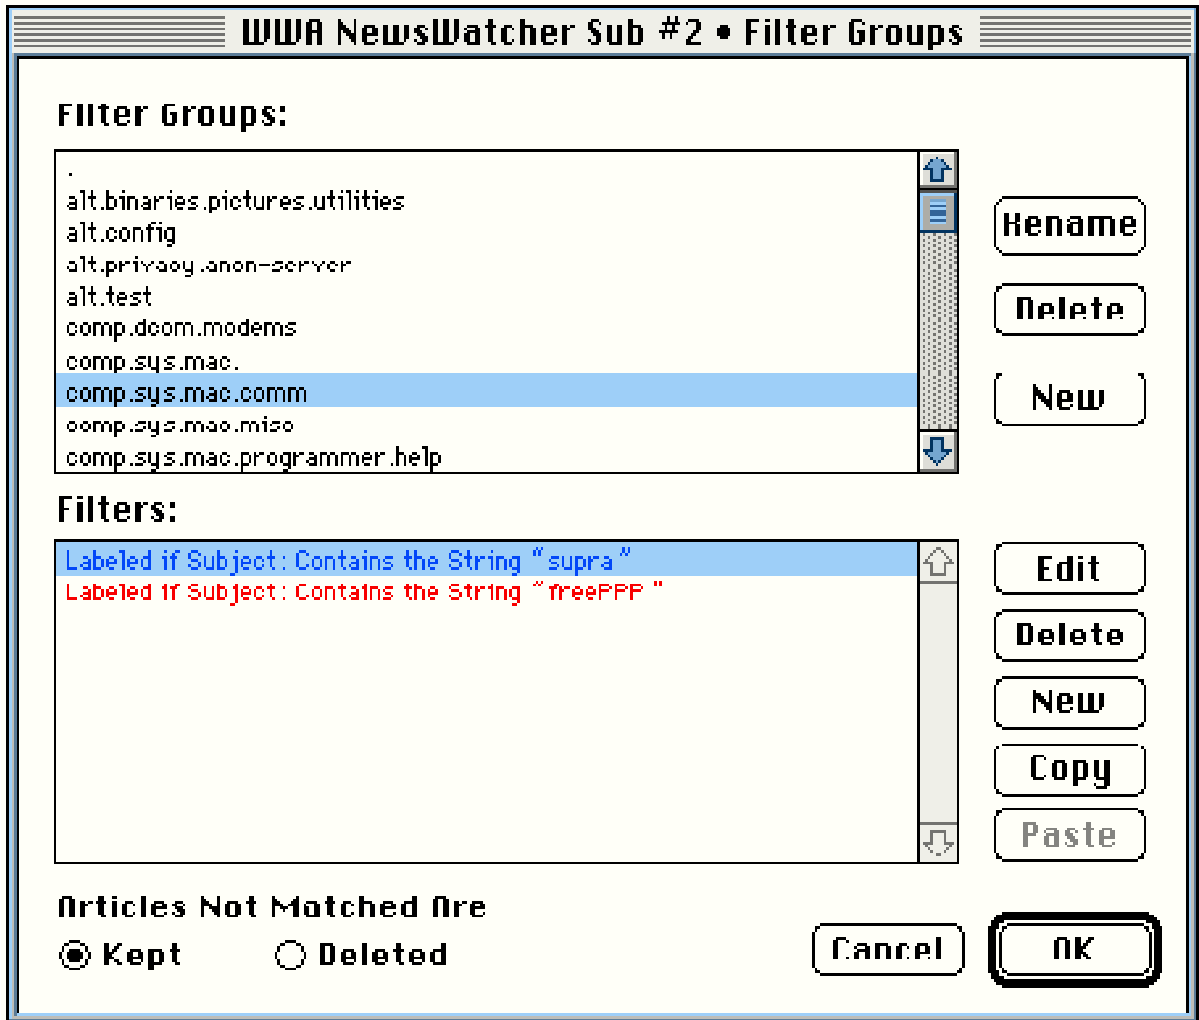 WWA NewsWatcher Sub #2 • Filter Groups
Filter Groups:
.
alt.binaries.pictures.utilities
alt.config
alt.privacy.anon-server
alt.test
comp.dcom.modems
comp.sys.mac.
comp.sys.mac.comm
comp.sys.mac.misc
comp.sys.mac.programmer.help
Rename
Delete
New
Filters:
Labeled if Subject: Contains the String "supra"
Labeled if Subject: Contains the String "freePPP"
Edit
Delete
New
Copy
Paste
Articles Not Matched Are
Kept Deleted
Cancel OK